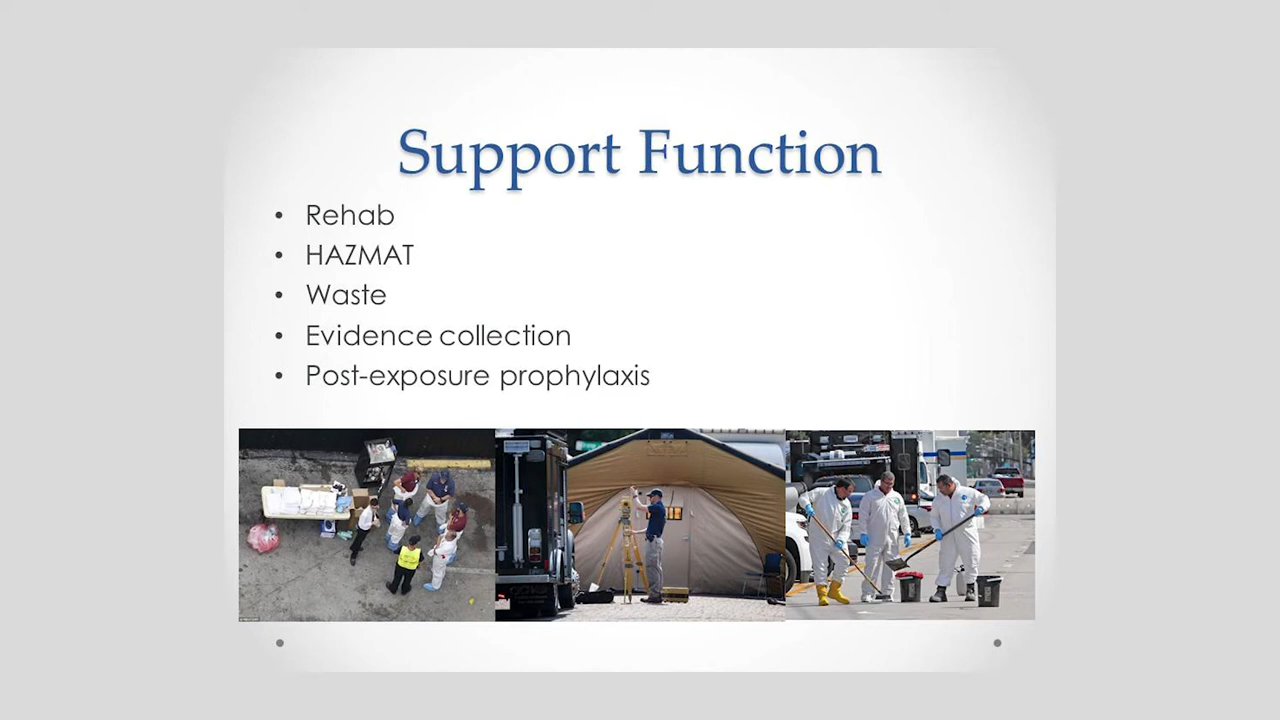 Support Function
• Rehab
• HAZMAT
• Waste
• Evidence collection
• Post-exposure prophylaxis